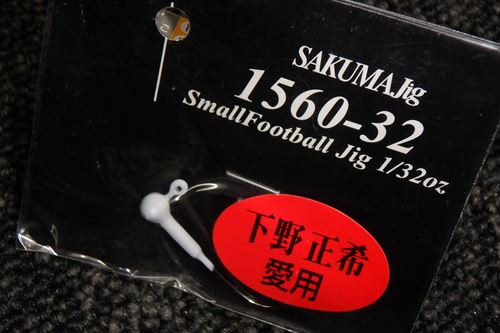 SAKUMAJig
1560-32
SmallFootball Jig 1/32oz
下野正希
愛用